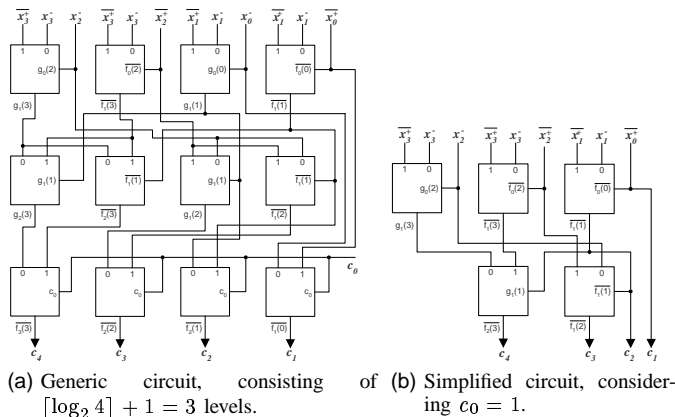 x₃⁺ x₃⁻ x₂⁻ x₃⁺ x₃⁻ x₂⁺ x₁⁺ x₁⁻ x₀⁻ x₁⁺ x₁⁻ x₀⁺
1 0 1 0 1 0 1 0
g₀(2) f₀(2) g₀(0) f₀(0)
g₁(3) f₁(3) g₁(1) f₁(1)
0 1 1 0 1 0 1 0
g₁(1) f₁(1) g₁(1) f₁(1)
g₂(3) f₂(3) g₁(2) f₁(2)
0 1 0 1 0 1 0 1
c₀ c₀ c₀ c₀
c₀
f₃(3) f₂(2) f₂(1) f₁(0)
c₄ c₃ c₂ c₁
(a) Generic circuit, consisting of
⌈log₂ 4⌉ + 1 = 3 levels.
x₃⁺ x₃⁻ x₂⁻ x₃⁺ x₃⁻ x₂⁺ x₁⁺ x₁⁻ x₀⁺
1 0 1 0 1 0
g₀(2) f₀(2) f₀(0)
g₁(3) f₁(3) f₁(1)
0 1 1 0
g₁(1) f₁(1)
f₂(3) f₁(2)
c₄ c₃ c₂ c₁
(b) Simplified circuit, consider-
ing c₀ = 1.